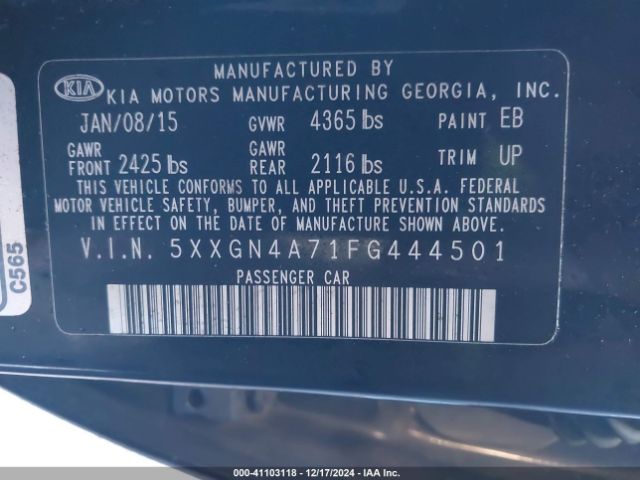 MANUFACTURED BY
KIA KIA MOTORS MANUFACTURING GEORGIA, INC.
JAN/08/15 GVWR 4365 lbs PAINT EB
GAWR FRONT 2425 lbs GAWR REAR 2116 lbs TRIM UP
THIS VEHICLE CONFORMS TO ALL APPLICABLE U.S.A. FEDERAL
MOTOR VEHICLE SAFETY, BUMPER, AND THEFT PREVENTION STANDARDS
IN EFFECT ON THE DATE OF MANUFACTURE SHOWN ABOVE.
V.I.N. 5XXGN4A71FG444501
PASSENGER CAR
C565
000-41103118 - 12/17/2024 - IAAI.COM